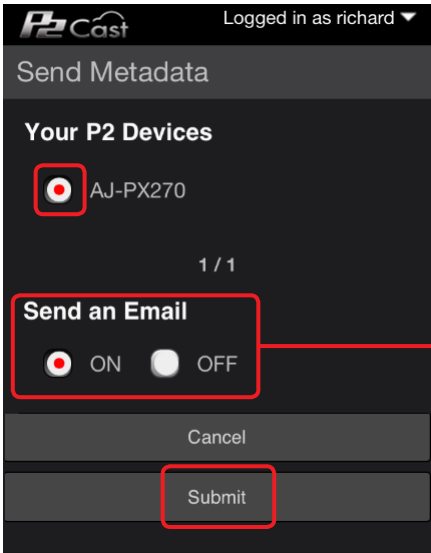 P2 Cast
Logged in as richard
Send Metadata
Your P2 Devices
AJ-PX270
1 / 1
Send an Email
ON OFF
Cancel
Submit